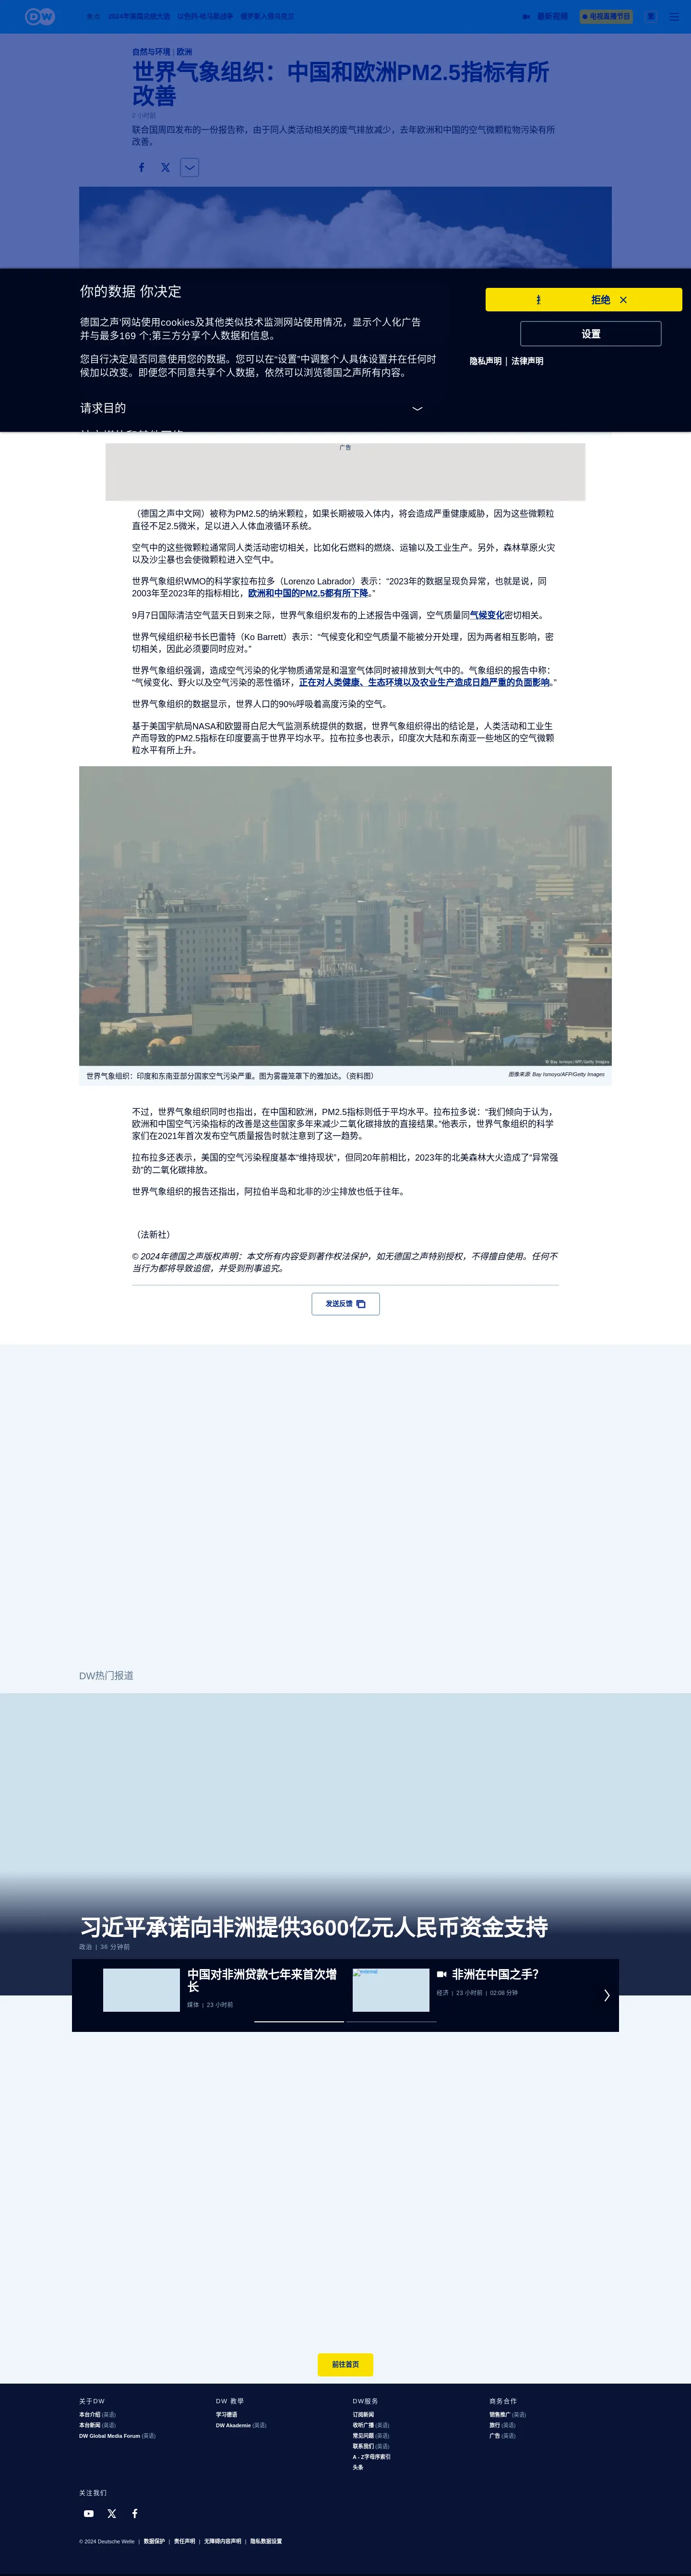 DW
焦点 2024年美国总统大选 以色列-哈马斯战争 俄罗斯入侵乌克兰 最新视频 电视直播节目 繁
自然与环境 | 欧洲
世界气象组织：中国和欧洲PM2.5指标有所
改善
2 小时前
联合国周四发布的一份报告称，由于同人类活动相关的废气排放减少，去年欧洲和中国的空气微颗粒物污染有所
改善。
你的数据 你决定
拒绝
德国之声'网站使用cookies及其他类似技术监测网站使用情况，显示个人化广告
并与最多169 个;第三方分享个人数据和信息。
设置
您自行决定是否同意使用您的数据。您可以在"设置"中调整个人具体设置并在任何时
候加以改变。即便您不同意共享个人数据，依然可以浏览德国之声所有内容。
隐私声明 | 法律声明
请求目的
广告
（德国之声中文网）被称为PM2.5的纳米颗粒，如果长期被吸入体内，将会造成严重健康威胁，因为这些微颗粒
直径不足2.5微米，足以进入人体血液循环系统。
空气中的这些微颗粒通常同人类活动密切相关，比如化石燃料的燃烧、运输以及工业生产。另外，森林草原火灾
以及沙尘暴也会使微颗粒进入空气中。
世界气象组织WMO的科学家拉布拉多（Lorenzo Labrador）表示：“2023年的数据呈现负异常，也就是说，同
2003年至2023年的指标相比，欧洲和中国的PM2.5都有所下降。”
9月7日国际清洁空气蓝天日到来之际，世界气象组织发布的上述报告中强调，空气质量同气候变化密切相关。
世界气候组织秘书长巴雷特（Ko Barrett）表示：“气候变化和空气质量不能被分开处理，因为两者相互影响，密
切相关，因此必须要同时应对。”
世界气象组织强调，造成空气污染的化学物质通常是和温室气体同时被排放到大气中的。气象组织的报告中称：
“气候变化、野火以及空气污染的恶性循环，正在对人类健康、生态环境以及农业生产造成日趋严重的负面影响。”
世界气象组织的数据显示，世界人口的90%呼吸着高度污染的空气。
基于美国宇航局NASA和欧盟哥白尼大气监测系统提供的数据，世界气象组织得出的结论是，人类活动和工业生
产而导致的PM2.5指标在印度要高于世界平均水平。拉布拉多也表示，印度次大陆和东南亚一些地区的空气微颗
粒水平有所上升。
© Bay Ismoyo/AFP/Getty Images
世界气象组织：印度和东南亚部分国家空气污染严重。图为雾霾笼罩下的雅加达。（资料图）
图像来源: Bay Ismoyo/AFP/Getty Images
不过，世界气象组织同时也指出，在中国和欧洲，PM2.5指标则低于平均水平。拉布拉多说：“我们倾向于认为，
欧洲和中国空气污染指标的改善是这些国家多年来减少二氧化碳排放的直接结果。”他表示，世界气象组织的科学
家们在2021年首次发布空气质量报告时就注意到了这一趋势。
拉布拉多还表示，美国的空气污染程度基本“维持现状”，但同20年前相比，2023年的北美森林大火造成了“异常强
劲”的二氧化碳排放。
世界气象组织的报告还指出，阿拉伯半岛和北非的沙尘排放也低于往年。
（法新社）
© 2024年德国之声版权声明：本文所有内容受到著作权法保护，如无德国之声特别授权，不得擅自使用。任何不
当行为都将导致追偿，并受到刑事追究。
发送反馈
DW热门报道
习近平承诺向非洲提供3600亿元人民币资金支持
政治 | 36 分钟前
中国对非洲贷款七年来首次增
长
媒体 | 23 小时前
external
非洲在中国之手？
经济 | 23 小时前 | 02:08 分钟
前往首页
关于DW
本台介绍 (英语)
本台新闻 (英语)
DW Global Media Forum (英语)
DW 教學
学习德语
DW Akademie (英语)
DW服务
订阅新闻
收听广播 (英语)
常见问题 (英语)
联系我们 (英语)
A - Z字母序索引
头条
商务合作
销售推广 (英语)
旅行 (英语)
广告 (英语)
关注我们
© 2024 Deutsche Welle | 数据保护 | 责任声明 | 无障碍内容声明 | 隐私数据设置